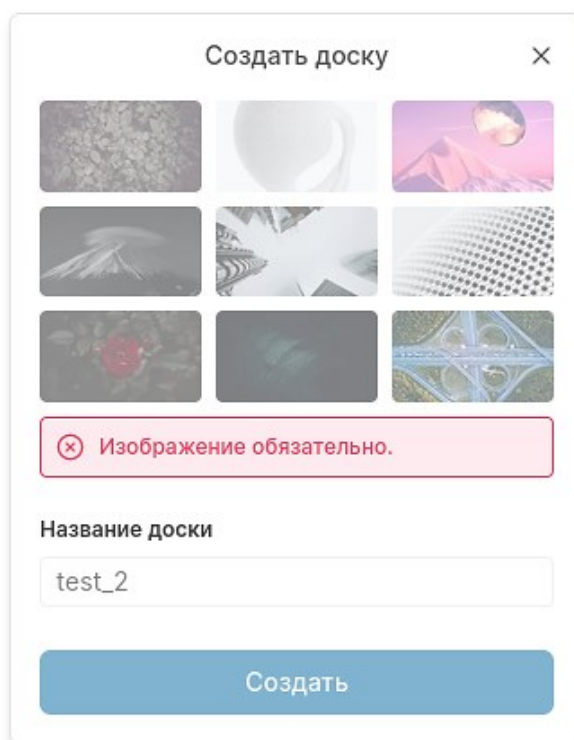 Создать доску
Изображение обязательно.
Название доски
test_2
Создать